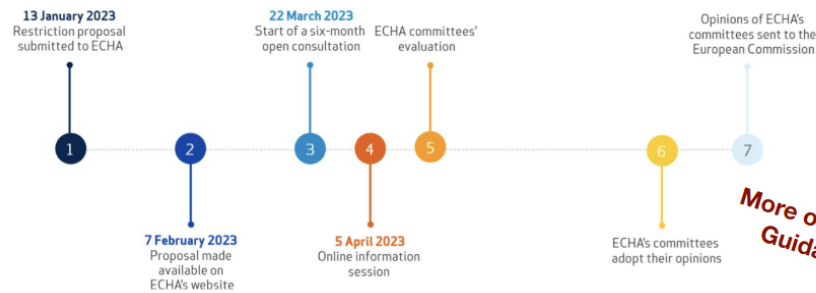 13 January 2023
Restriction proposal
submitted to ECHA
22 March 2023
Start of a six-month
open consultation
ECHA committees'
evaluation
Opinions of ECHA's
committees sent to the
European Commission
1
2
3
4
5
6
7
7 February 2023
Proposal made
available on
ECHA's website
5 April 2023
Online information
session
ECHA's committees
adopt their opinions
More